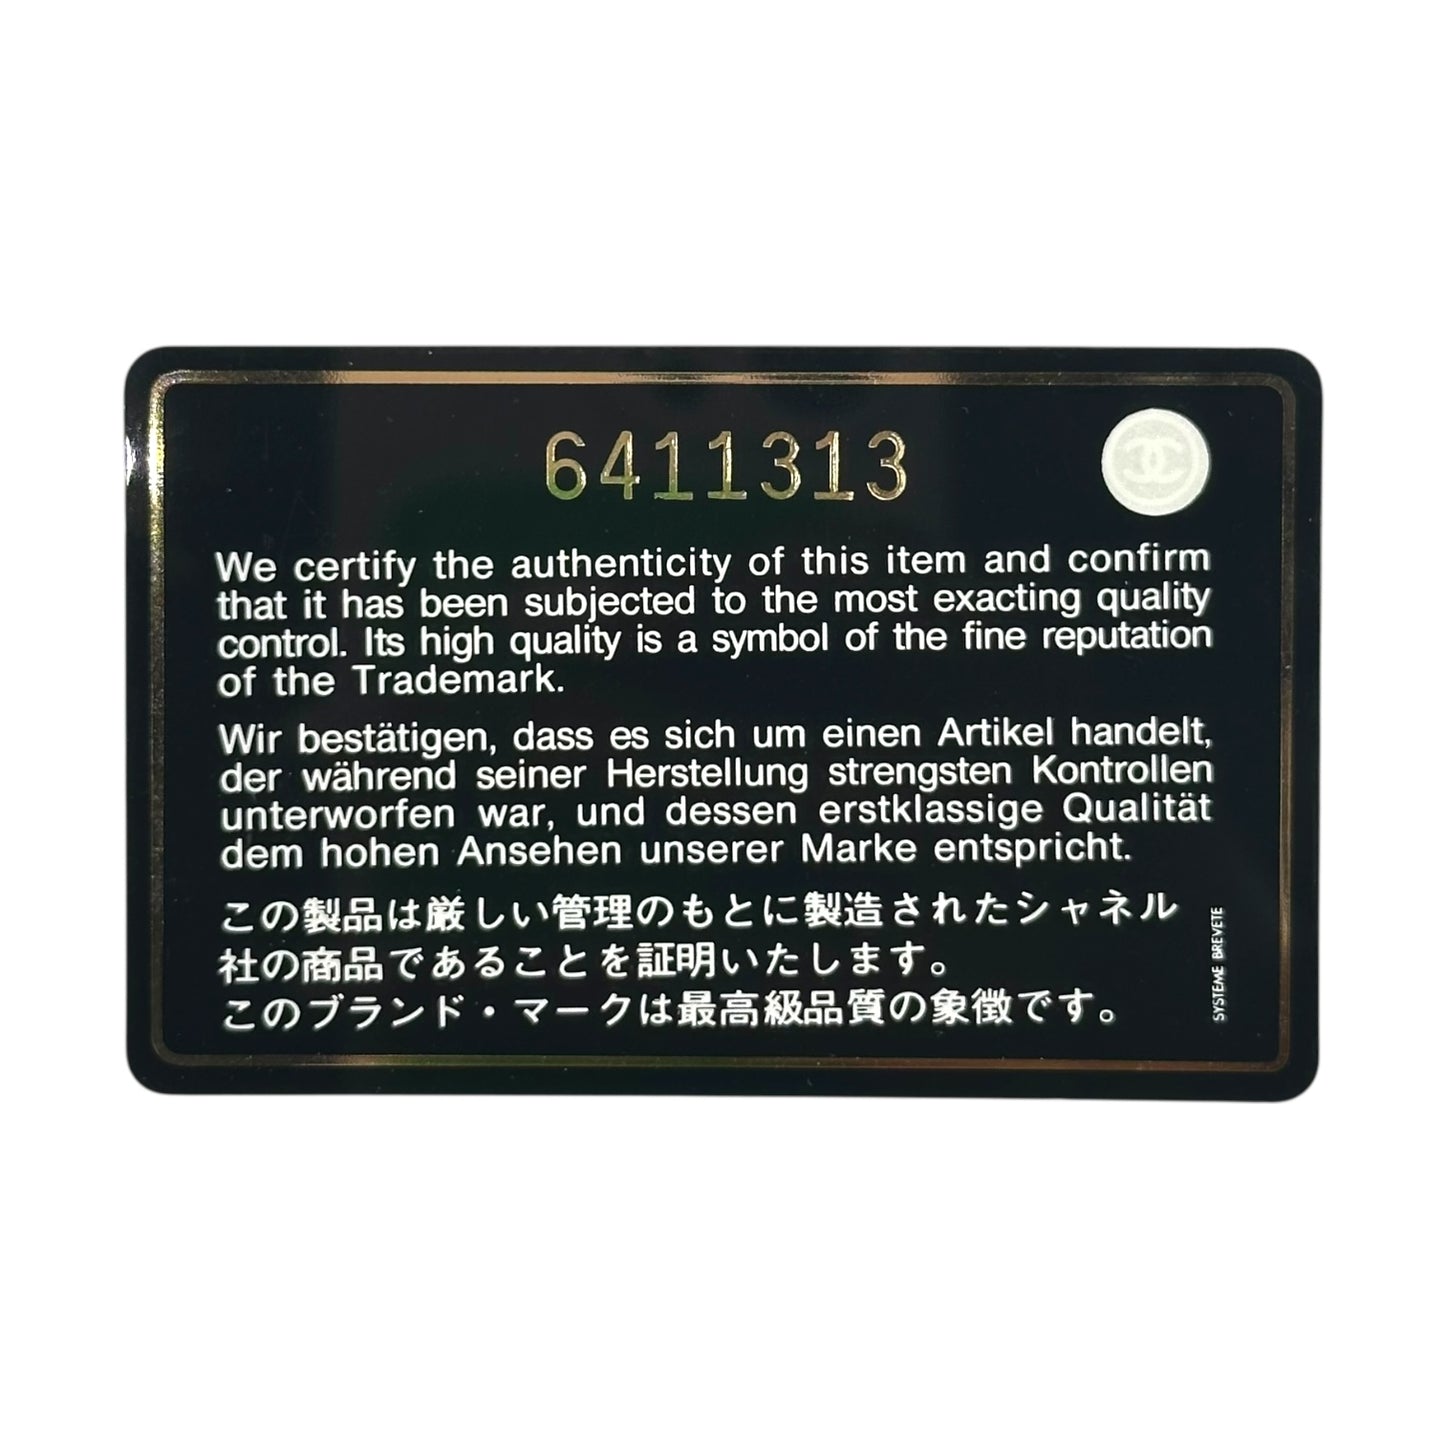 6411313
We certify the authenticity of this item and confirm
that it has been subjected to the most exacting quality
control. Its high quality is a symbol of the fine reputation
of the Trademark.
Wir bestätigen, dass es sich um einen Artikel handelt,
der während seiner Herstellung strengsten Kontrollen
unterworfen war, und dessen erstklassige Qualität
dem hohen Ansehen unserer Marke entspricht.
この製品は厳しい管理のもとに製造されたシャネル
社の商品であることを証明いたします。
このブランド・マークは最高級品質の象徴です。
SYSTEME BREVETE